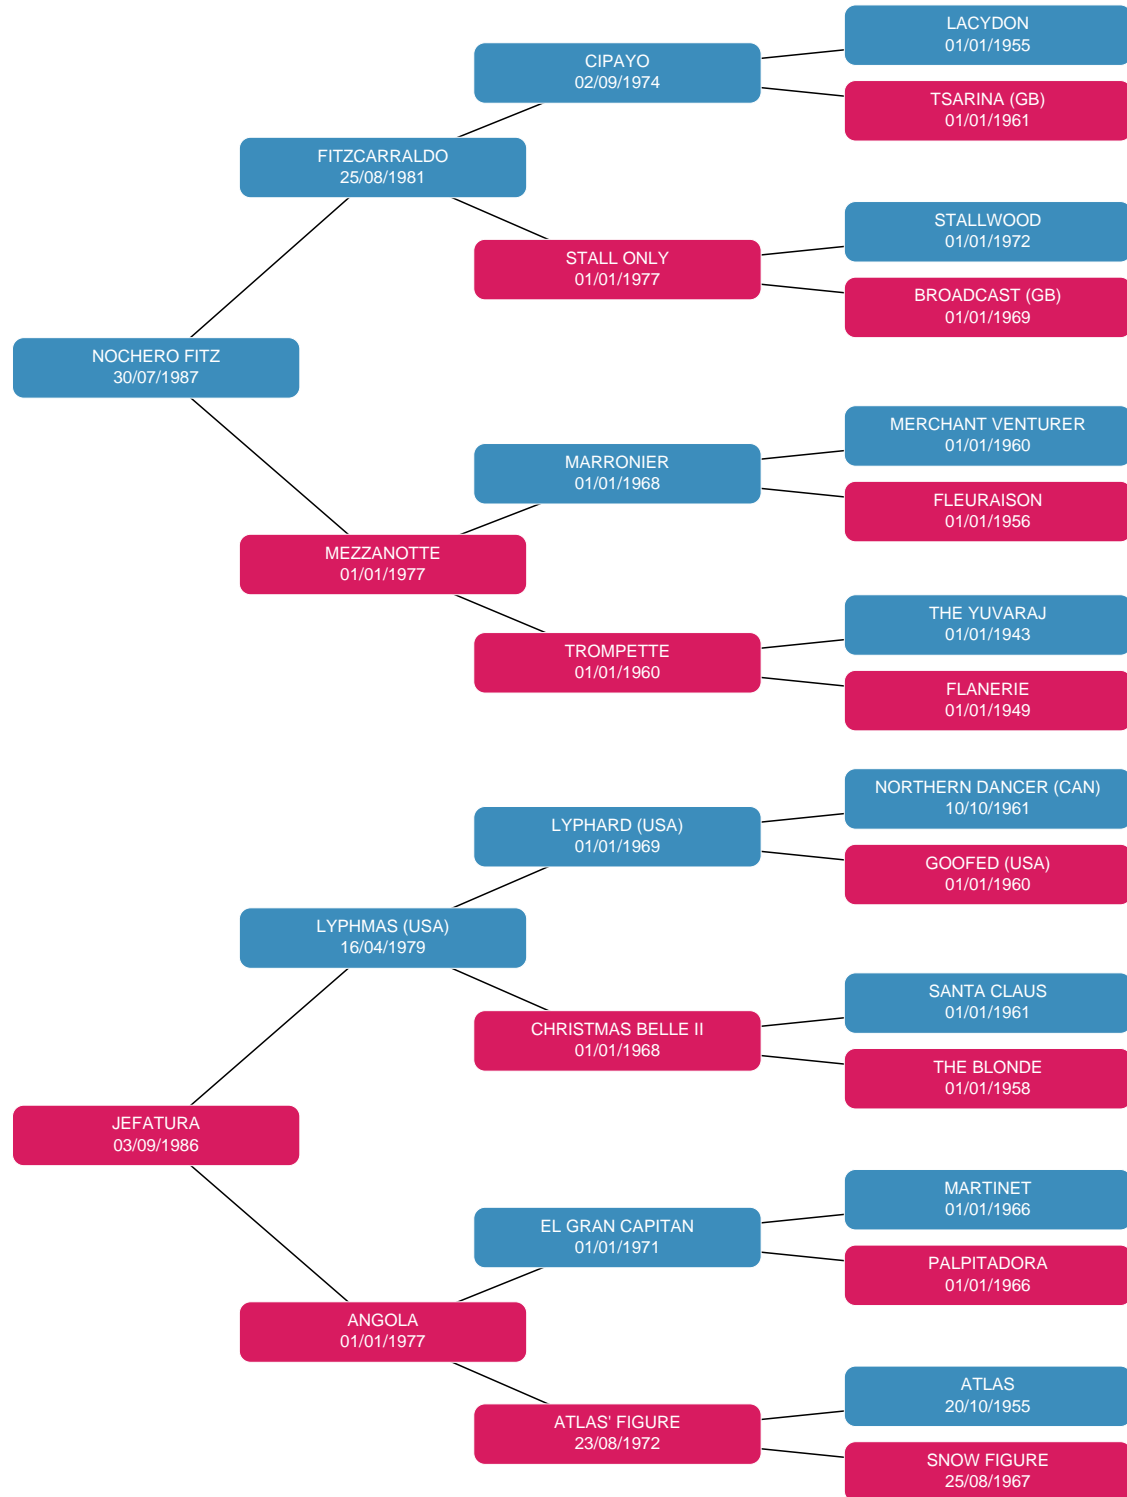 LACYDON
01/01/1955
CIPAYO
02/09/1974
TSARINA (GB)
01/01/1961
FITZCARRALDO
25/08/1981
STALLWOOD
01/01/1972
STALL ONLY
01/01/1977
BROADCAST (GB)
01/01/1969
NOCHERO FITZ
30/07/1987
MERCHANT VENTURER
01/01/1960
MARRONIER
01/01/1968
FLEURAISON
01/01/1956
MEZZANOTTE
01/01/1977
THE YUVARAJ
01/01/1943
TROMPETTE
01/01/1960
FLANERIE
01/01/1949
NORTHERN DANCER (CAN)
10/10/1961
LYPHARD (USA)
01/01/1969
GOOFED (USA)
01/01/1960
LYPHMAS (USA)
16/04/1979
SANTA CLAUS
01/01/1961
CHRISTMAS BELLE II
01/01/1968
THE BLONDE
01/01/1958
JEFATURA
03/09/1986
MARTINET
01/01/1966
EL GRAN CAPITAN
01/01/1971
PALPITADORA
01/01/1966
ANGOLA
01/01/1977
ATLAS
20/10/1955
ATLAS' FIGURE
23/08/1972
SNOW FIGURE
25/08/1967